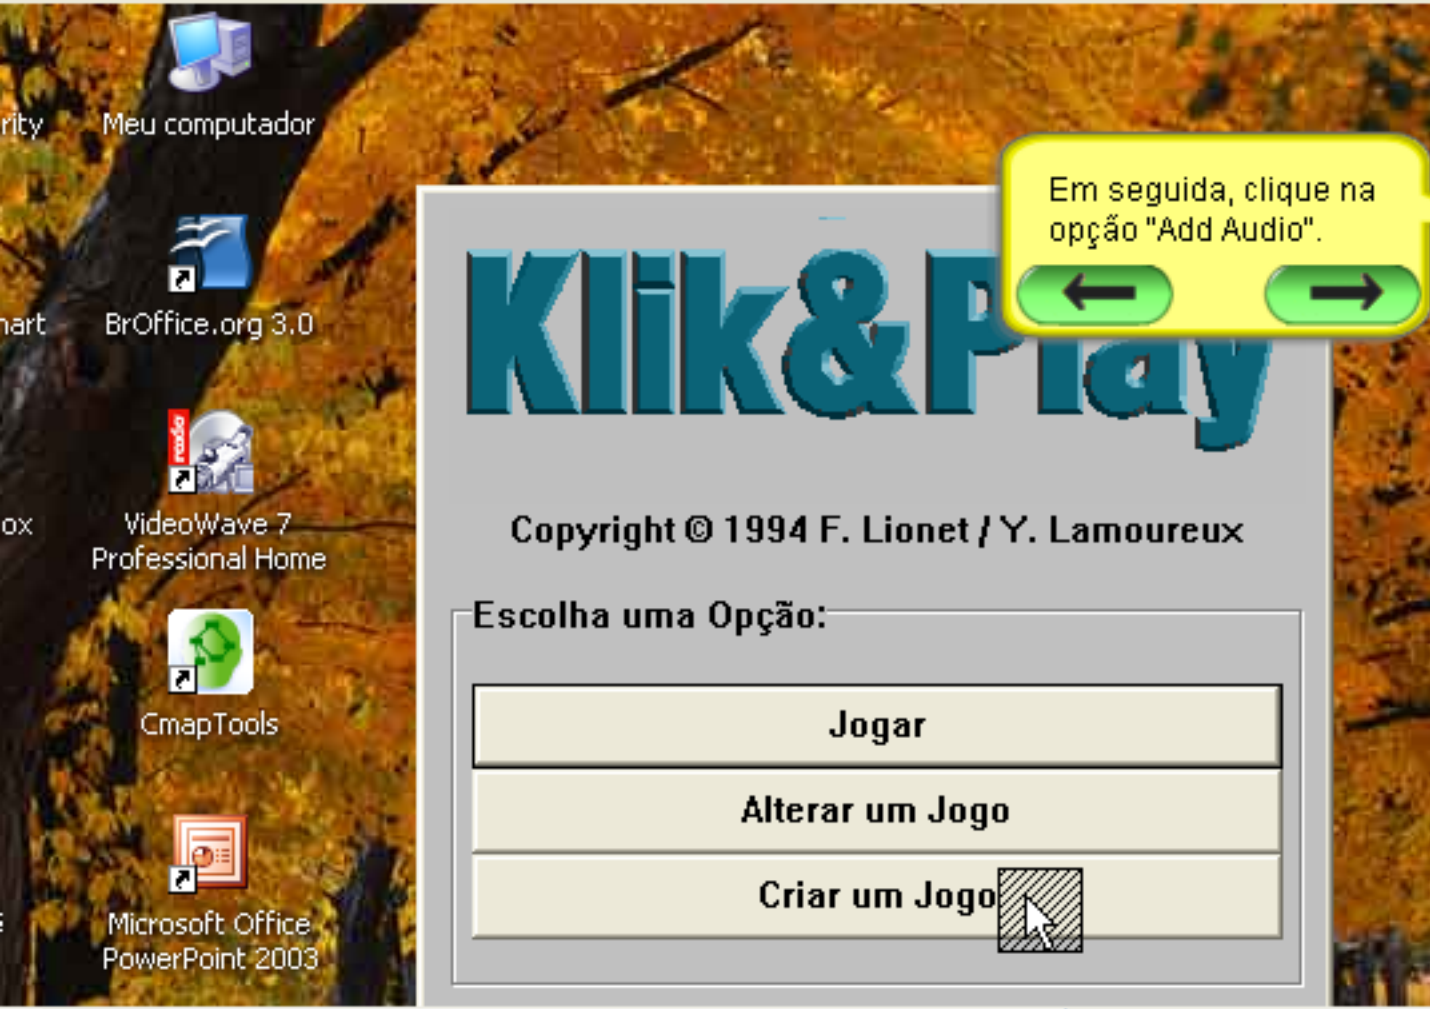 rity
Meu computador
Em seguida, clique na
opção "Add Audio".
Klik&Play
nart
BrOffice.org 3.0
roxio
ox
VideoWave 7
Professional Home
Copyright © 1994 F. Lionet / Y. Lamoureux
Escolha uma Opção:
CmapTools
Jogar
Alterar um Jogo
Criar um Jogo
Microsoft Office
PowerPoint 2003